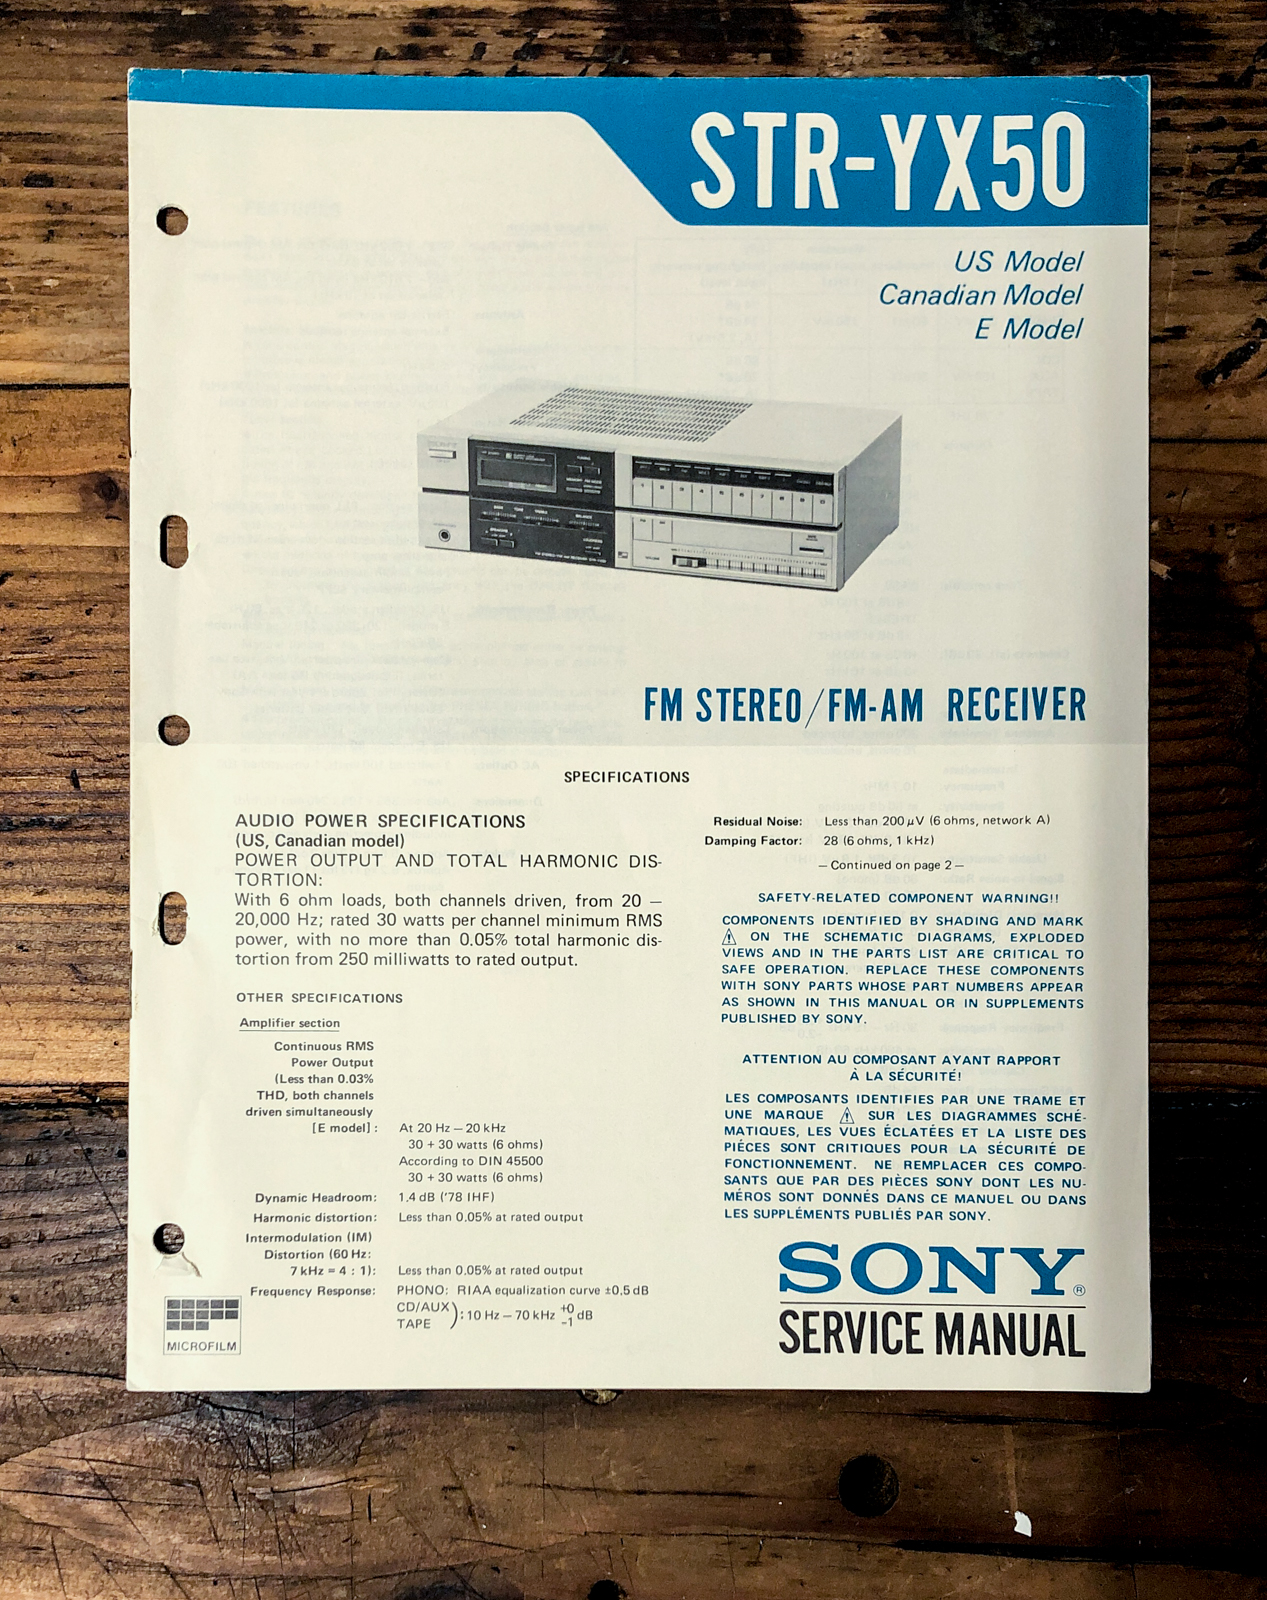 STR-YX50
US Model
Canadian Model
E Model
FM STEREO/FM-AM RECEIVER
SPECIFICATIONS
AUDIO POWER SPECIFICATIONS
(US, Canadian model)
POWER OUTPUT AND TOTAL HARMONIC DIS-
TORTION:
With 6 ohm loads, both channels driven, from 20 —
20,000 Hz; rated 30 watts per channel minimum RMS
power, with no more than 0.05% total harmonic dis-
tortion from 250 milliwatts to rated output.
OTHER SPECIFICATIONS
Amplifier section
Continuous RMS
Power Output
(Less than 0.03%
THD, both channels
driven simultaneously
[E model] : At 20 Hz — 20 kHz
30 + 30 watts (6 ohms)
According to DIN 45500
30 + 30 watts (6 ohms)
Dynamic Headroom: 1.4 dB ('78 IHF)
Harmonic distortion: Less than 0.05% at rated output
Intermodulation (IM)
Distortion (60 Hz:
7 kHz = 4 : 1): Less than 0.05% at rated output
Frequency Response: PHONO: RIAA equalization curve ±0.5 dB
CD/AUX
TAPE ) : 10 Hz — 70 kHz +0 -1 dB
MICROFILM
Residual Noise: Less than 200 µV (6 ohms, network A)
Damping Factor: 28 (6 ohms, 1 kHz)
— Continued on page 2 —
SAFETY-RELATED COMPONENT WARNING!!
COMPONENTS IDENTIFIED BY SHADING AND MARK
⚠ ON THE SCHEMATIC DIAGRAMS, EXPLODED
VIEWS AND IN THE PARTS LIST ARE CRITICAL TO
SAFE OPERATION. REPLACE THESE COMPONENTS
WITH SONY PARTS WHOSE PART NUMBERS APPEAR
AS SHOWN IN THIS MANUAL OR IN SUPPLEMENTS
PUBLISHED BY SONY.
ATTENTION AU COMPOSANT AYANT RAPPORT
À LA SÉCURITÉ!
LES COMPOSANTS IDENTIFIES PAR UNE TRAME ET
UNE MARQUE ⚠ SUR LES DIAGRAMMES SCHÉ-
MATIQUES, LES VUES ÉCLATÉES ET LA LISTE DES
PIÉCES SONT CRITIQUES POUR LA SÉCURITÉ DE
FONCTIONNEMENT. NE REMPLACER CES COMPO-
SANTS QUE PAR DES PIÈCES SONY DONT LES NU-
MÉROS SONT DONNÉS DANS CE MANUEL OU DANS
LES SUPPLÉMENTS PUBLIÉS PAR SONY.
SONY®
SERVICE MANUAL